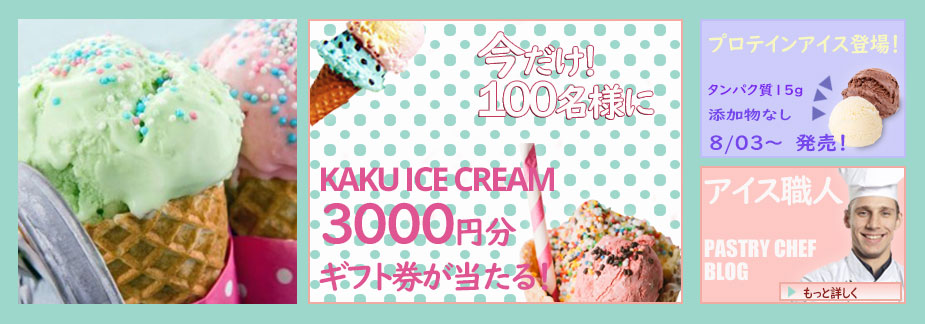 今だけ!
100名様に
KAKU ICE CREAM
3000円分
ギフト券が当たる!
プロテインアイス登場!
タンパク質15g
添加物なし
8/03~ 発売!
アイス職人
PASTRY CHEF
BLOG
もっと詳しく